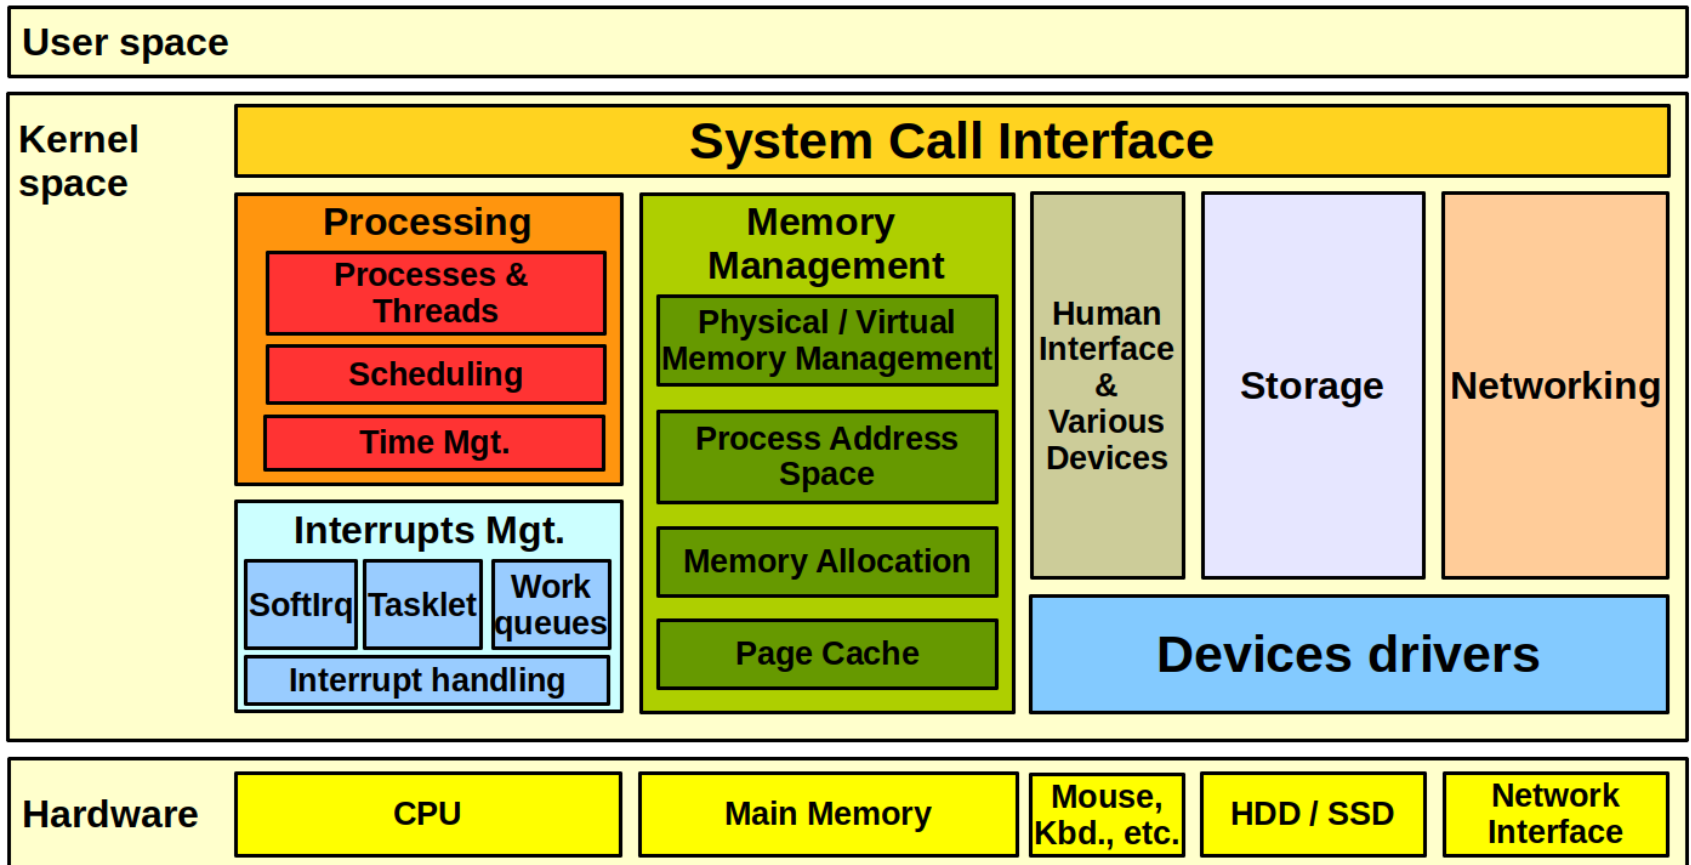 User space
Kernel
space
System Call Interface
Processing
Processes &
Threads
Scheduling
Time Mgt.
Interrupts Mgt.
SoftIrq
Tasklet
Work
queues
Interrupt handling
Memory
Management
Physical / Virtual
Memory Management
Process Address
Space
Memory Allocation
Page Cache
Human
Interface
&
Various
Devices
Storage
Networking
Devices drivers
Hardware
CPU
Main Memory
Mouse,
Kbd., etc.
HDD / SSD
Network
Interface